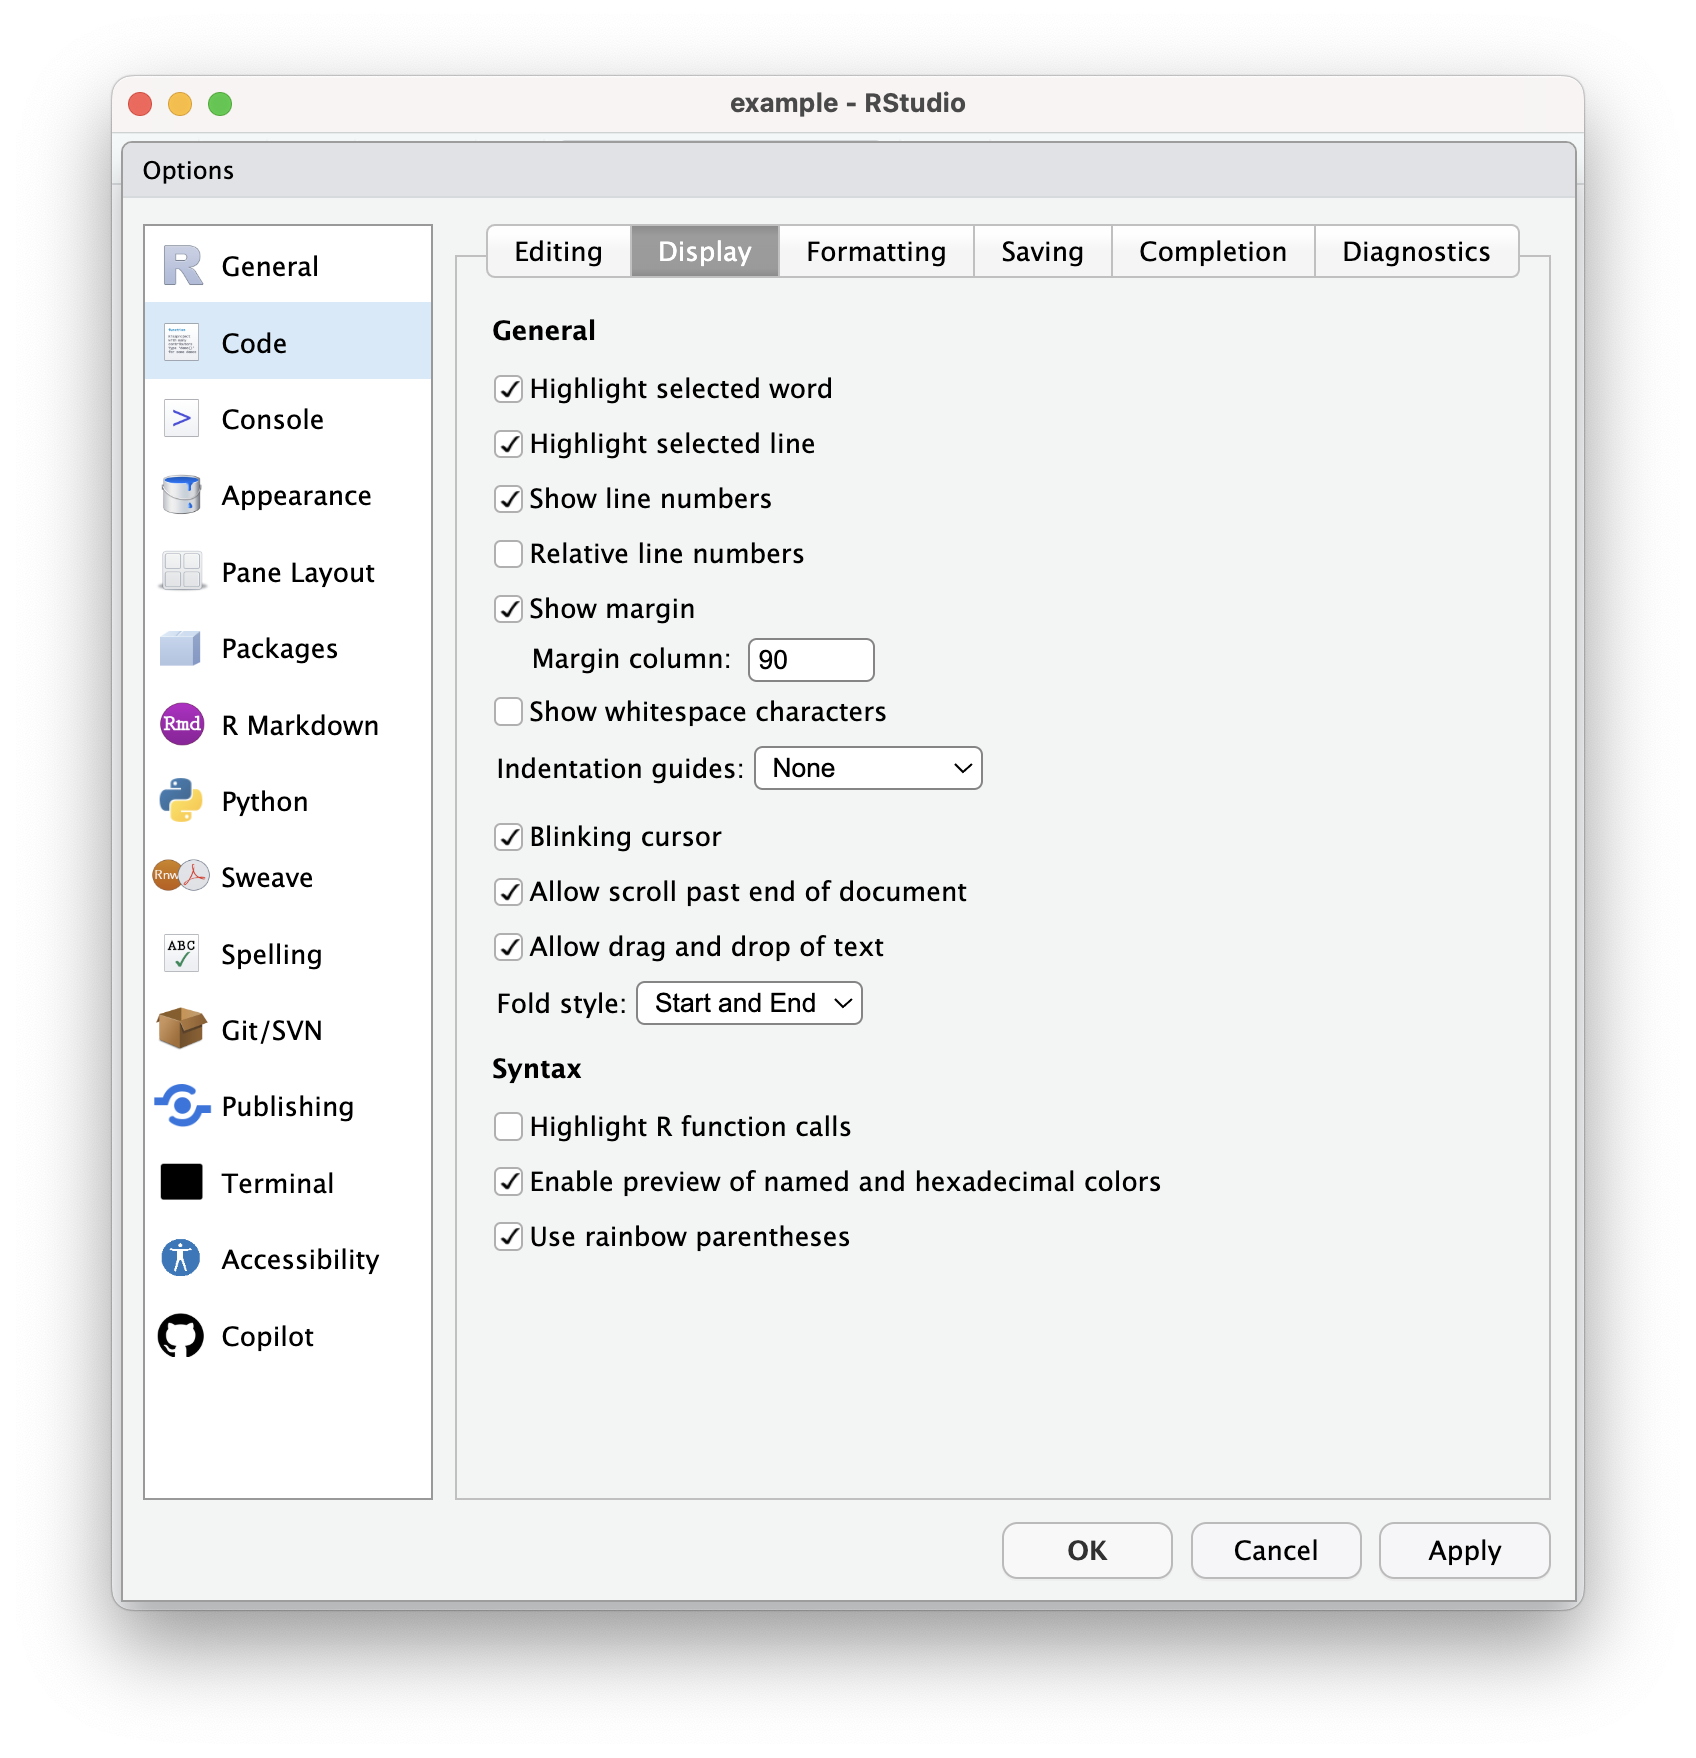 example - RStudio
Options
General
Code
Console
Appearance
Pane Layout
Packages
Rmd R Markdown
Python
Rnw Sweave
ABC Spelling
Git/SVN
Publishing
Terminal
Accessibility
Copilot
Editing Display Formatting Saving Completion Diagnostics
General
Highlight selected word
Highlight selected line
Show line numbers
Relative line numbers
Show margin
Margin column: 90
Show whitespace characters
Indentation guides: None
Blinking cursor
Allow scroll past end of document
Allow drag and drop of text
Fold style: Start and End
Syntax
Highlight R function calls
Enable preview of named and hexadecimal colors
Use rainbow parentheses
OK Cancel Apply